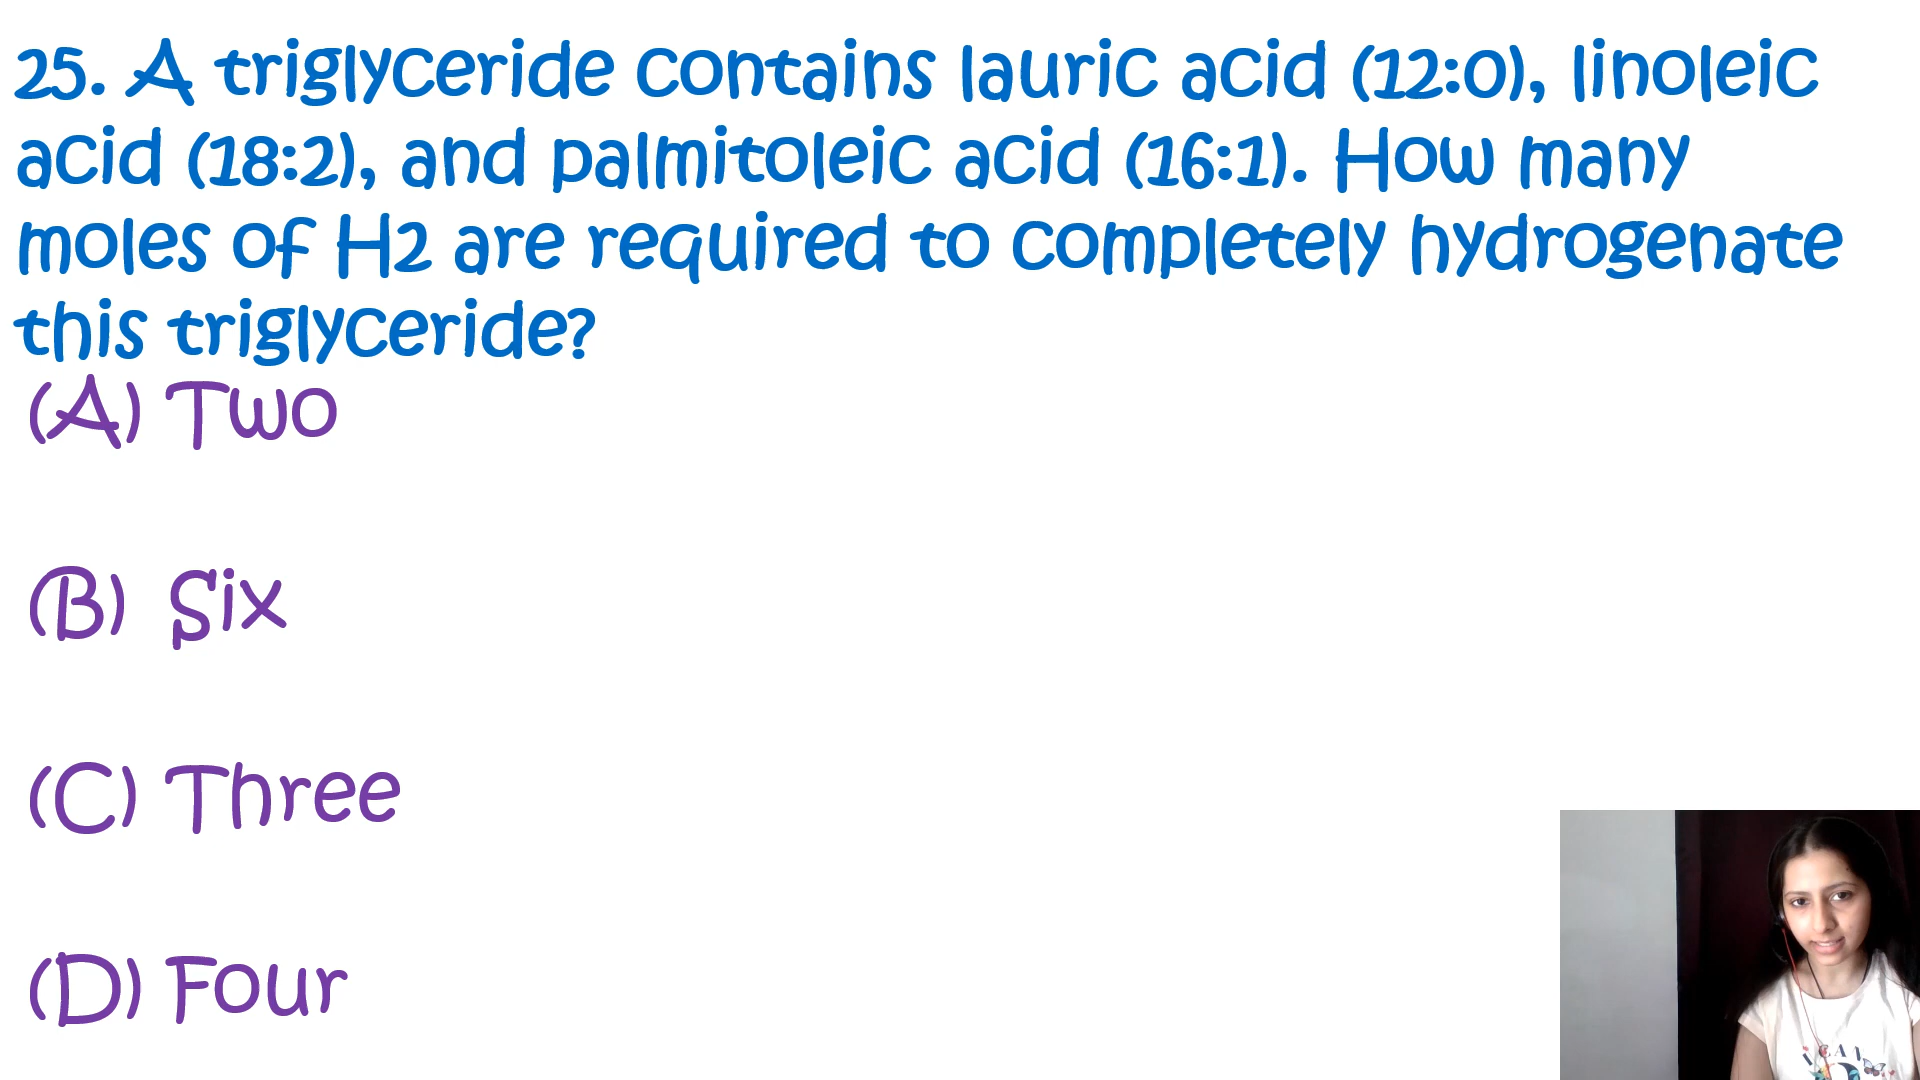 25. A triglyceride contains lauric acid (12:0), linoleic
acid (18:2), and palmitoleic acid (16:1). How many
moles of H2 are required to completely hydrogenate
this triglyceride?
(A) Two
(B) Six
(C) Three
(D) Four